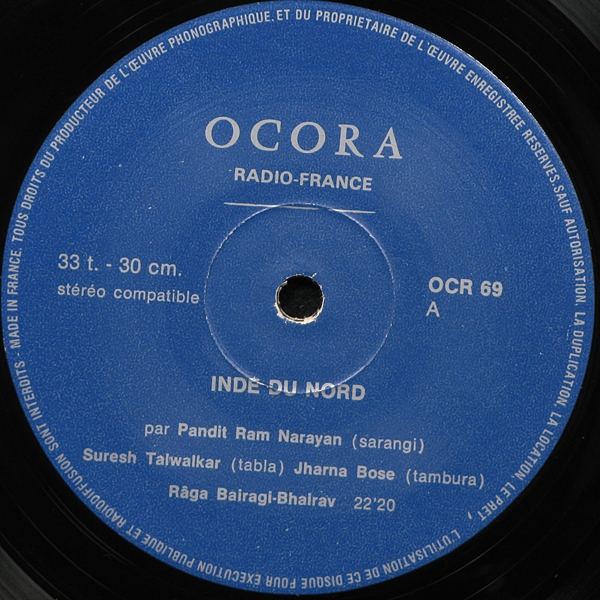 MADE IN FRANCE. TOUS DROITS DU PRODUCTEUR DE L'ŒUVRE PHONOGRAPHIQUE ET DU PROPRIETAIRE DE L'ŒUVRE ENREGISTREE RESERVES. SAUF AUTORISATION, LA DUPLICATION, LA LOCATION, LE PRET, L'UTILISATION DE CE DISQUE POUR EXECUTION PUBLIQUE ET RADIODIFFUSION SONT INTERDITS -
OCORA
RADIO-FRANCE
33 t. - 30 cm.
stéréo compatible
OCR 69
A
INDE DU NORD
par Pandit Ram Narayan (sarangi)
Suresh Talwalkar (tabla) Jharna Bose (tambura)
Râga Bairagi-Bhairav 22'20